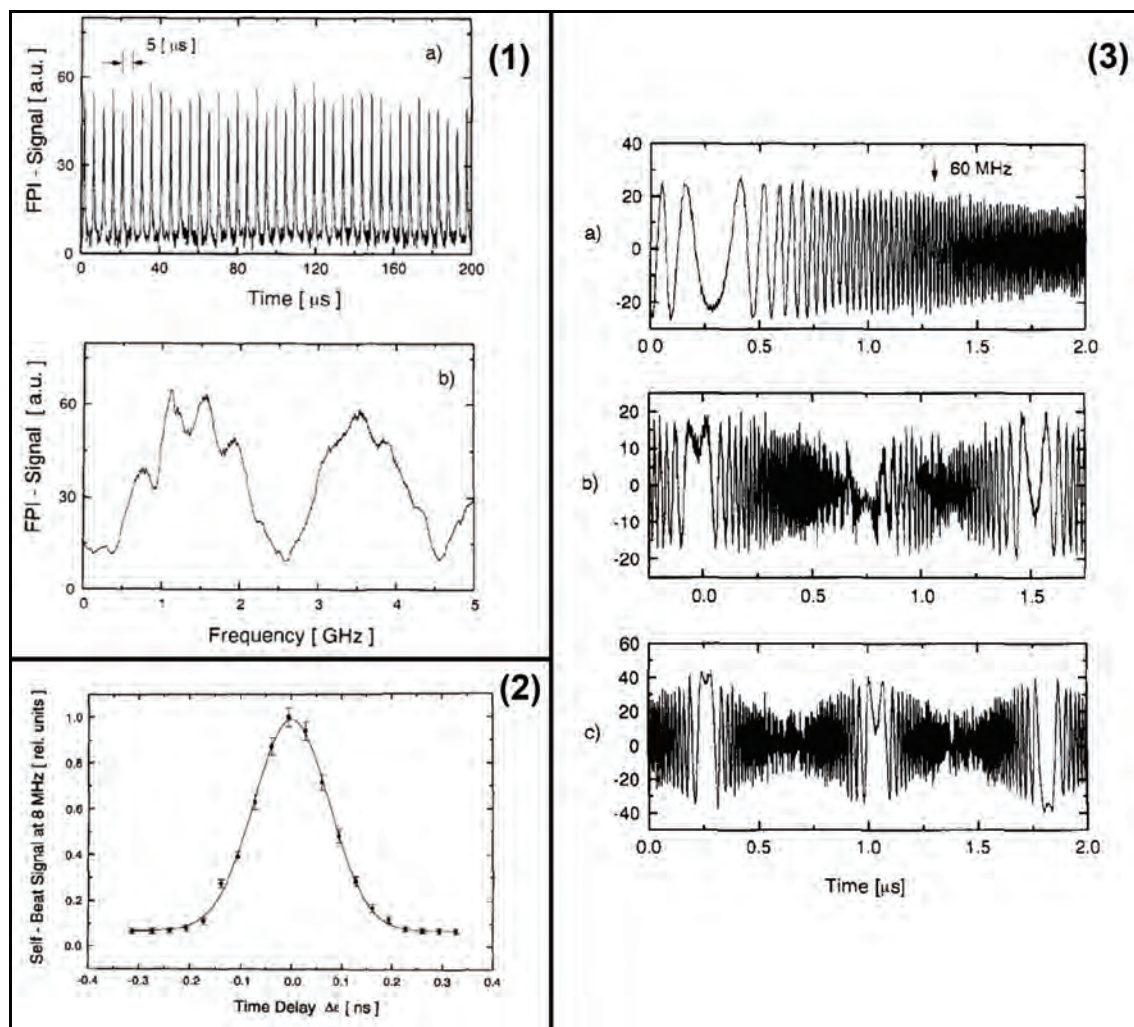 5 [ μs]
a)
(1)
FPI - Signal [ a.u. ]
60
30
0
0 40 80 120 160 200
Time [ μs ]
b)
FPI - Signal [ a.u. ]
60
30
0
0 1 2 3 4 5
Frequency [ GHz ]
(2)
Self - Beat Signal at 8 MHz [ rel. units ]
1.0
0.8
0.6
0.4
0.2
0.0
-0.4 -0.3 -0.2 -0.1 0.0 0.1 0.2 0.3 0.4
Time Delay Δε [ ns ]
(3)
a)
40
20
0
-20
60 MHz
0.0 0.5 1.0 1.5 2.0
b)
20
10
0
-10
-20
0.0 0.5 1.0 1.5
c)
60
40
20
0
-20
-40
0.0 0.5 1.0 1.5 2.0
Time [μs]